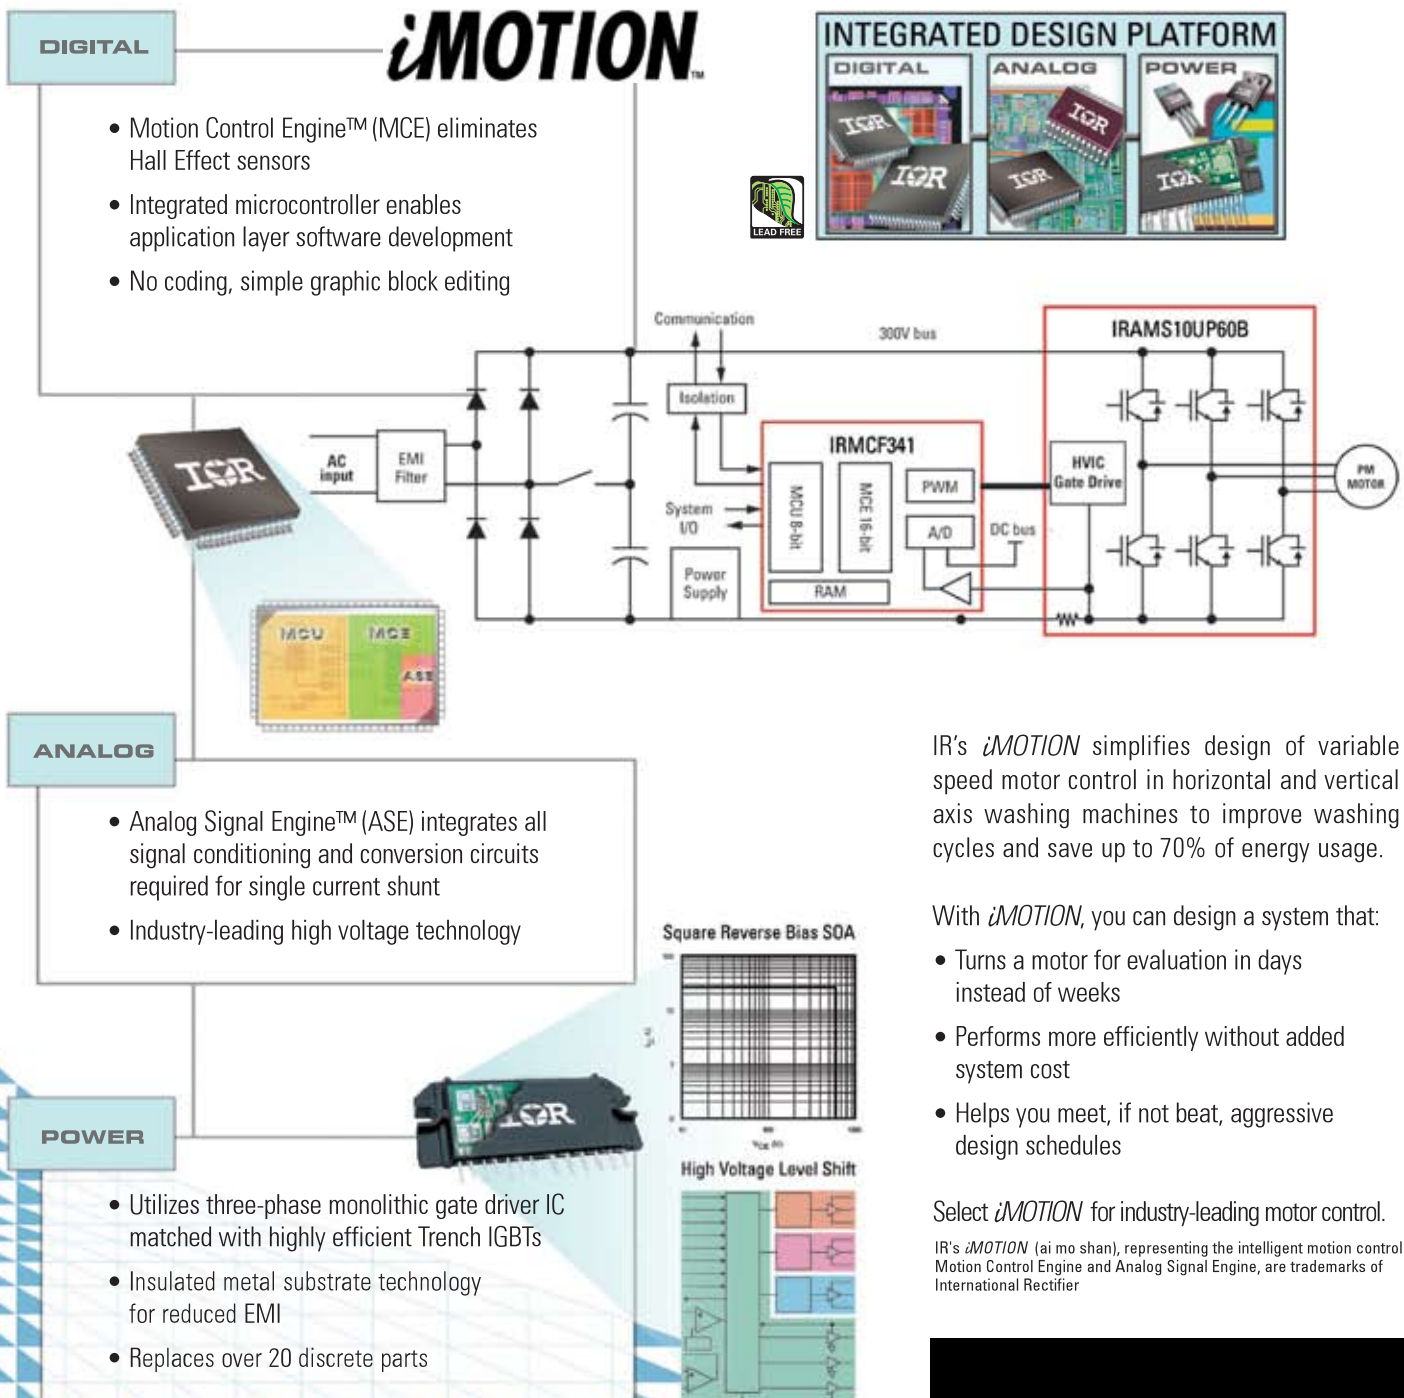 DIGITAL
iMOTION™
• Motion Control Engine™ (MCE) eliminates
Hall Effect sensors
• Integrated microcontroller enables
application layer software development
• No coding, simple graphic block editing
INTEGRATED DESIGN PLATFORM
DIGITAL
ANALOG
POWER
IOR
IOR
IOR
IOR
IOR
LEAD FREE
Communication
300V bus
IRAMS10UP60B
Isolation
IRMCF341
AC
input
EMI
Filter
MCU 8-bit
MCE 16-bit
PWM
A/D
RAM
System
I/O
Power
Supply
DC bus
HVIC
Gate Drive
PM
MOTOR
IOR
MCU
MCE
ASE
ANALOG
• Analog Signal Engine™ (ASE) integrates all
signal conditioning and conversion circuits
required for single current shunt
• Industry-leading high voltage technology
POWER
• Utilizes three-phase monolithic gate driver IC
matched with highly efficient Trench IGBTs
• Insulated metal substrate technology
for reduced EMI
• Replaces over 20 discrete parts
IOR
Square Reverse Bias SOA
100
High Voltage Level Shift
IR's iMOTION simplifies design of variable
speed motor control in horizontal and vertical
axis washing machines to improve washing
cycles and save up to 70% of energy usage.
With iMOTION, you can design a system that:
• Turns a motor for evaluation in days
instead of weeks
• Performs more efficiently without added
system cost
• Helps you meet, if not beat, aggressive
design schedules
Select iMOTION for industry-leading motor control.
IR's iMOTION (ai mo shan), representing the intelligent motion control
Motion Control Engine and Analog Signal Engine, are trademarks of
International Rectifier